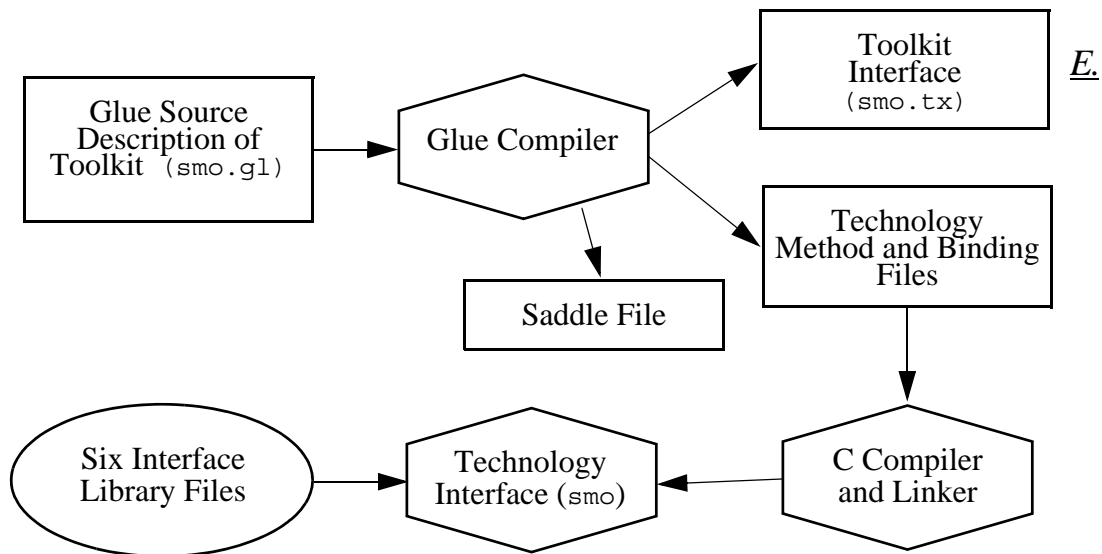 Toolkit
Interface
(smo.tx)
E.
Glue Source
Description of
Toolkit (smo.gl)
Glue Compiler
Technology
Method and Binding
Files
Saddle File
Six Interface
Library Files
Technology
Interface (smo)
C Compiler
and Linker